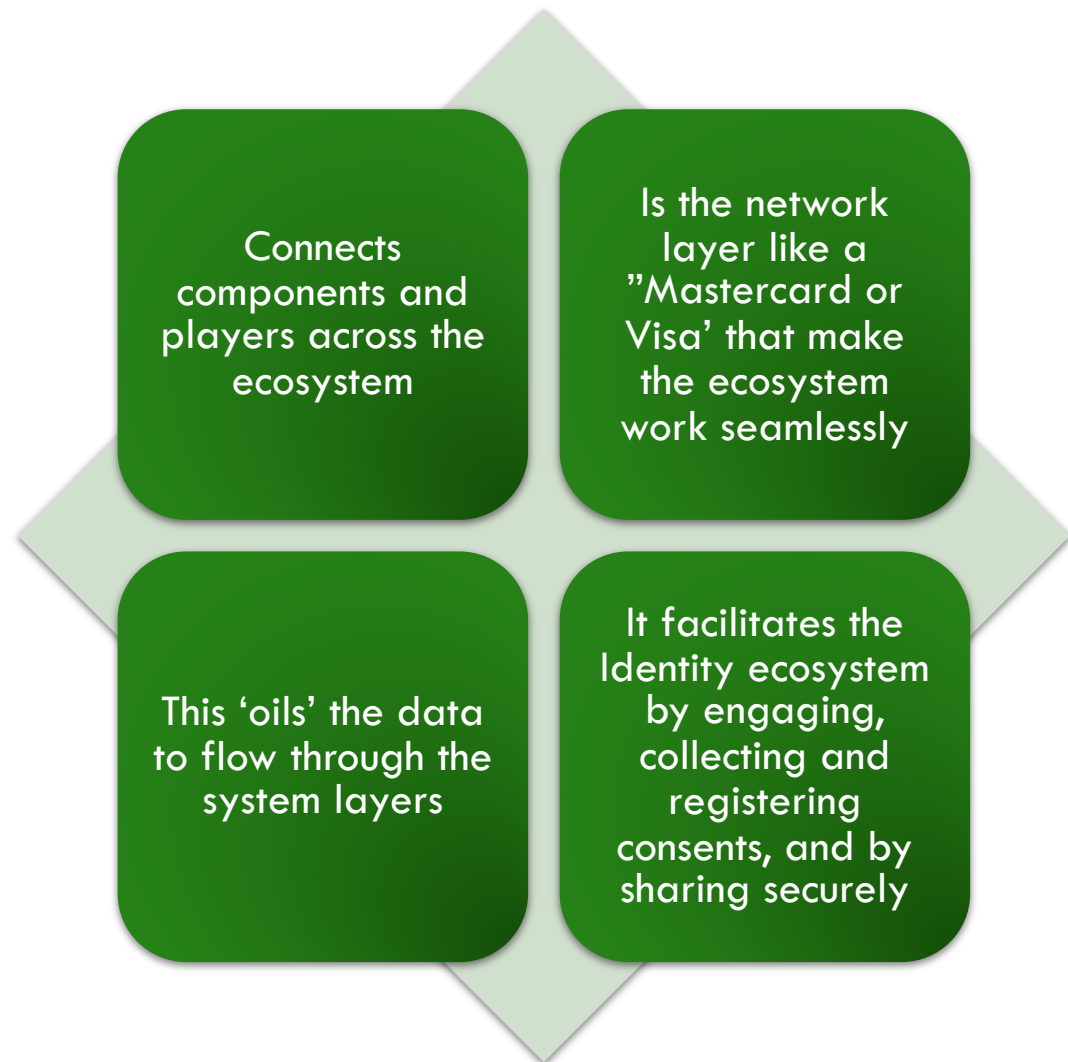 Connects
components and
players across the
ecosystem
Is the network
layer like a
”Mastercard or
Visa’ that make
the ecosystem
work seamlessly
This ‘oils’ the data
to flow through the
system layers
It facilitates the
Identity ecosystem
by engaging,
collecting and
registering
consents, and by
sharing securely